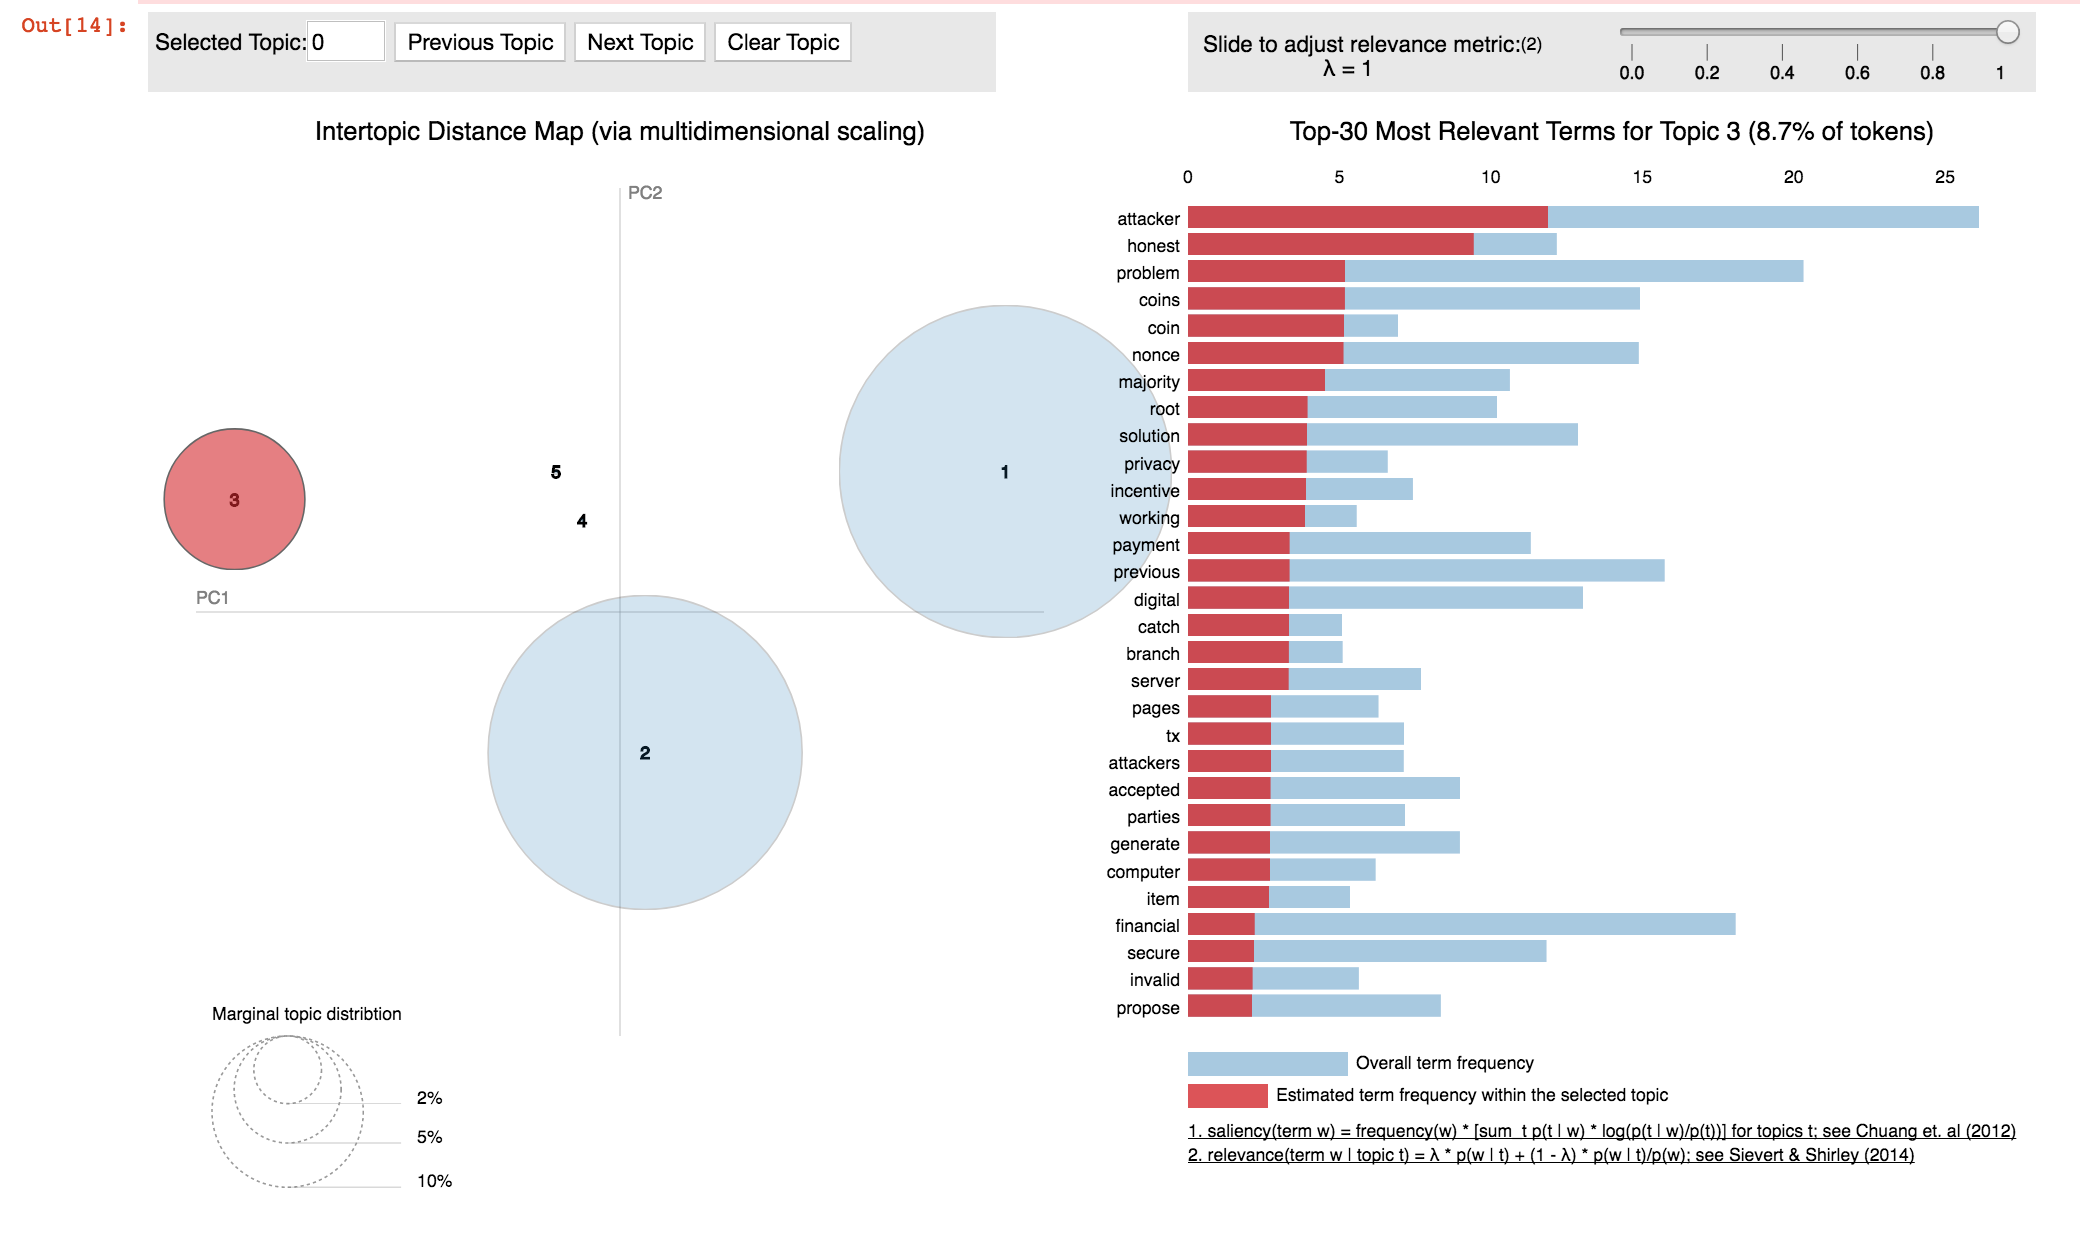 Out[14]:
Selected Topic: 0 Previous Topic Next Topic Clear Topic
Slide to adjust relevance metric:(2)
λ = 1
0.0 0.2 0.4 0.6 0.8 1
Intertopic Distance Map (via multidimensional scaling)
PC2
PC1
1
2
3
4
5
Marginal topic distribtion
2%
5%
10%
Top-30 Most Relevant Terms for Topic 3 (8.7% of tokens)
0 5 10 15 20 25
attacker
honest
problem
coins
coin
nonce
majority
root
solution
privacy
incentive
working
payment
previous
digital
catch
branch
server
pages
tx
attackers
accepted
parties
generate
computer
item
financial
secure
invalid
propose
Overall term frequency
Estimated term frequency within the selected topic
1. saliency(term w) = frequency(w) * [sum_t p(t | w) * log(p(t | w)/p(t))] for topics t; see Chuang et. al (2012)
2. relevance(term w | topic t) = λ * p(w | t) + (1 - λ) * p(w | t)/p(w); see Sievert & Shirley (2014)